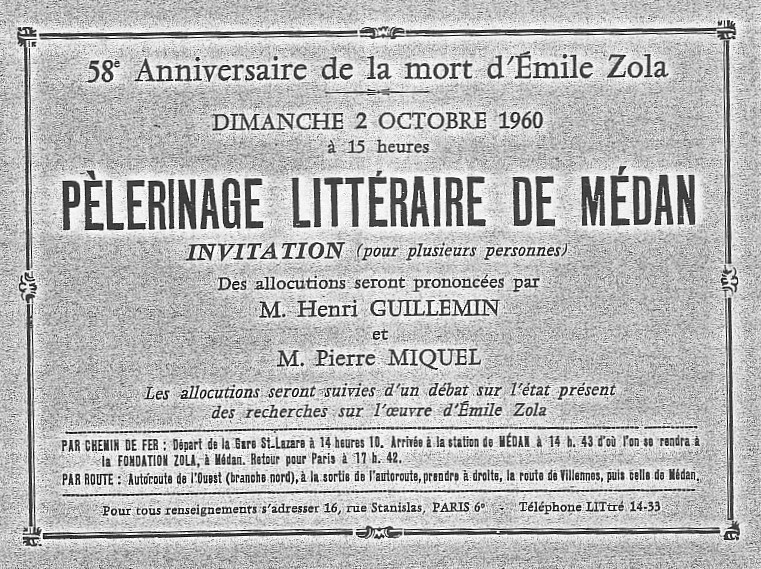 58e Anniversaire de la mort d'Émile Zola
DIMANCHE 2 OCTOBRE 1960
à 15 heures
PÈLERINAGE LITTÉRAIRE DE MÉDAN
INVITATION (pour plusieurs personnes)
Des allocutions seront prononcées par
M. Henri GUILLEMIN
et
M. Pierre MIQUEL
Les allocutions seront suivies d'un débat sur l'état présent
des recherches sur l'œuvre d'Émile Zola
PAR CHEMIN DE FER : Départ de la Gare St-Lazare à 14 heures 10. Arrivée à la station de MÉDAN à 14 h. 43 d'où l'on se rendra à
la FONDATION ZOLA, à Médan. Retour pour Paris à 17 h. 42.
PAR ROUTE : Autoroute de l'Ouest (branche nord), à la sortie de l'autoroute, prendre à droite, la route de Villennes, puis celle de Médan.
Pour tous renseignements s'adresser 16, rue Stanislas, PARIS 6e - Téléphone LITtré 14-33